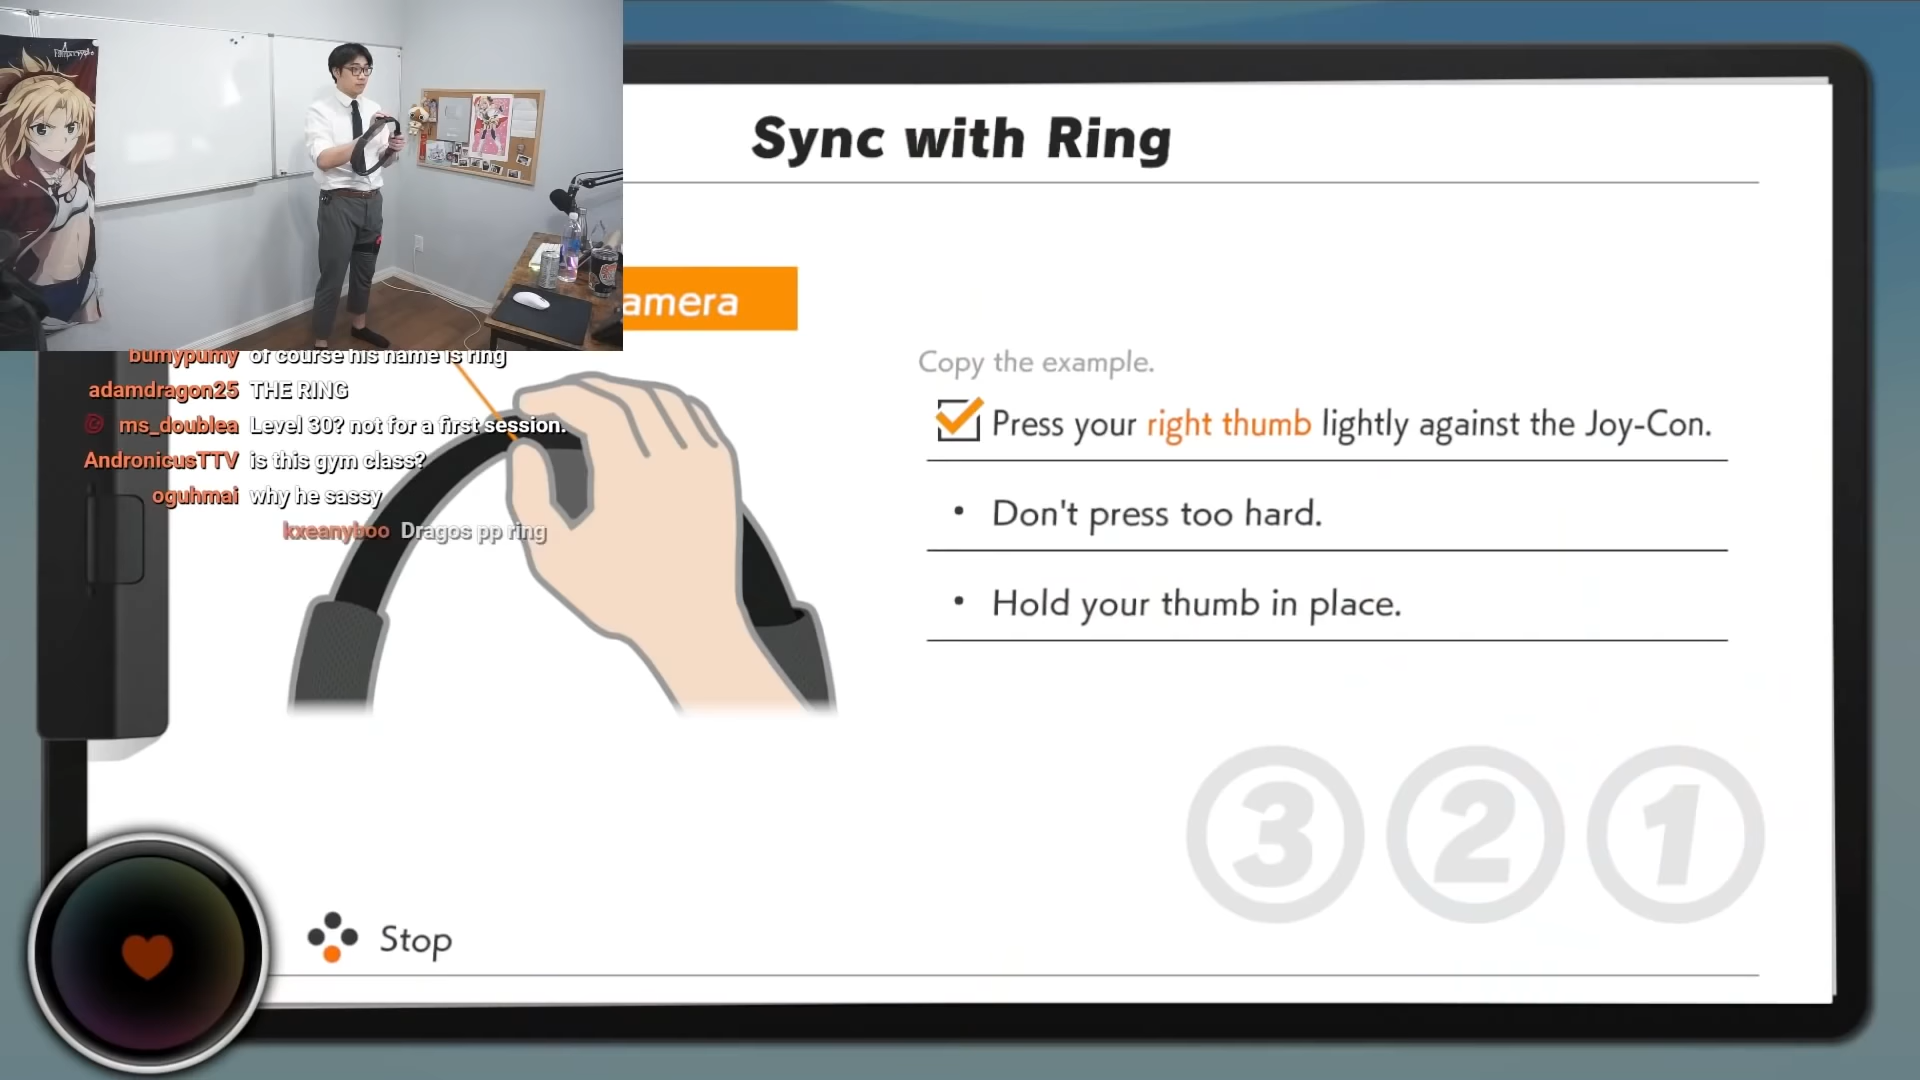 Sync with Ring
amera
Copy the example.
Press your right thumb lightly against the Joy-Con.
• Don't press too hard.
• Hold your thumb in place.
bumypumy of course his name is ring
adamdragon25 THE RING
ms_doublea Level 30? not for a first session.
AndronicusTTV is this gym class?
oguhmai why he sassy
kxeanyboo Dragos pp ring
3 2 1
Stop